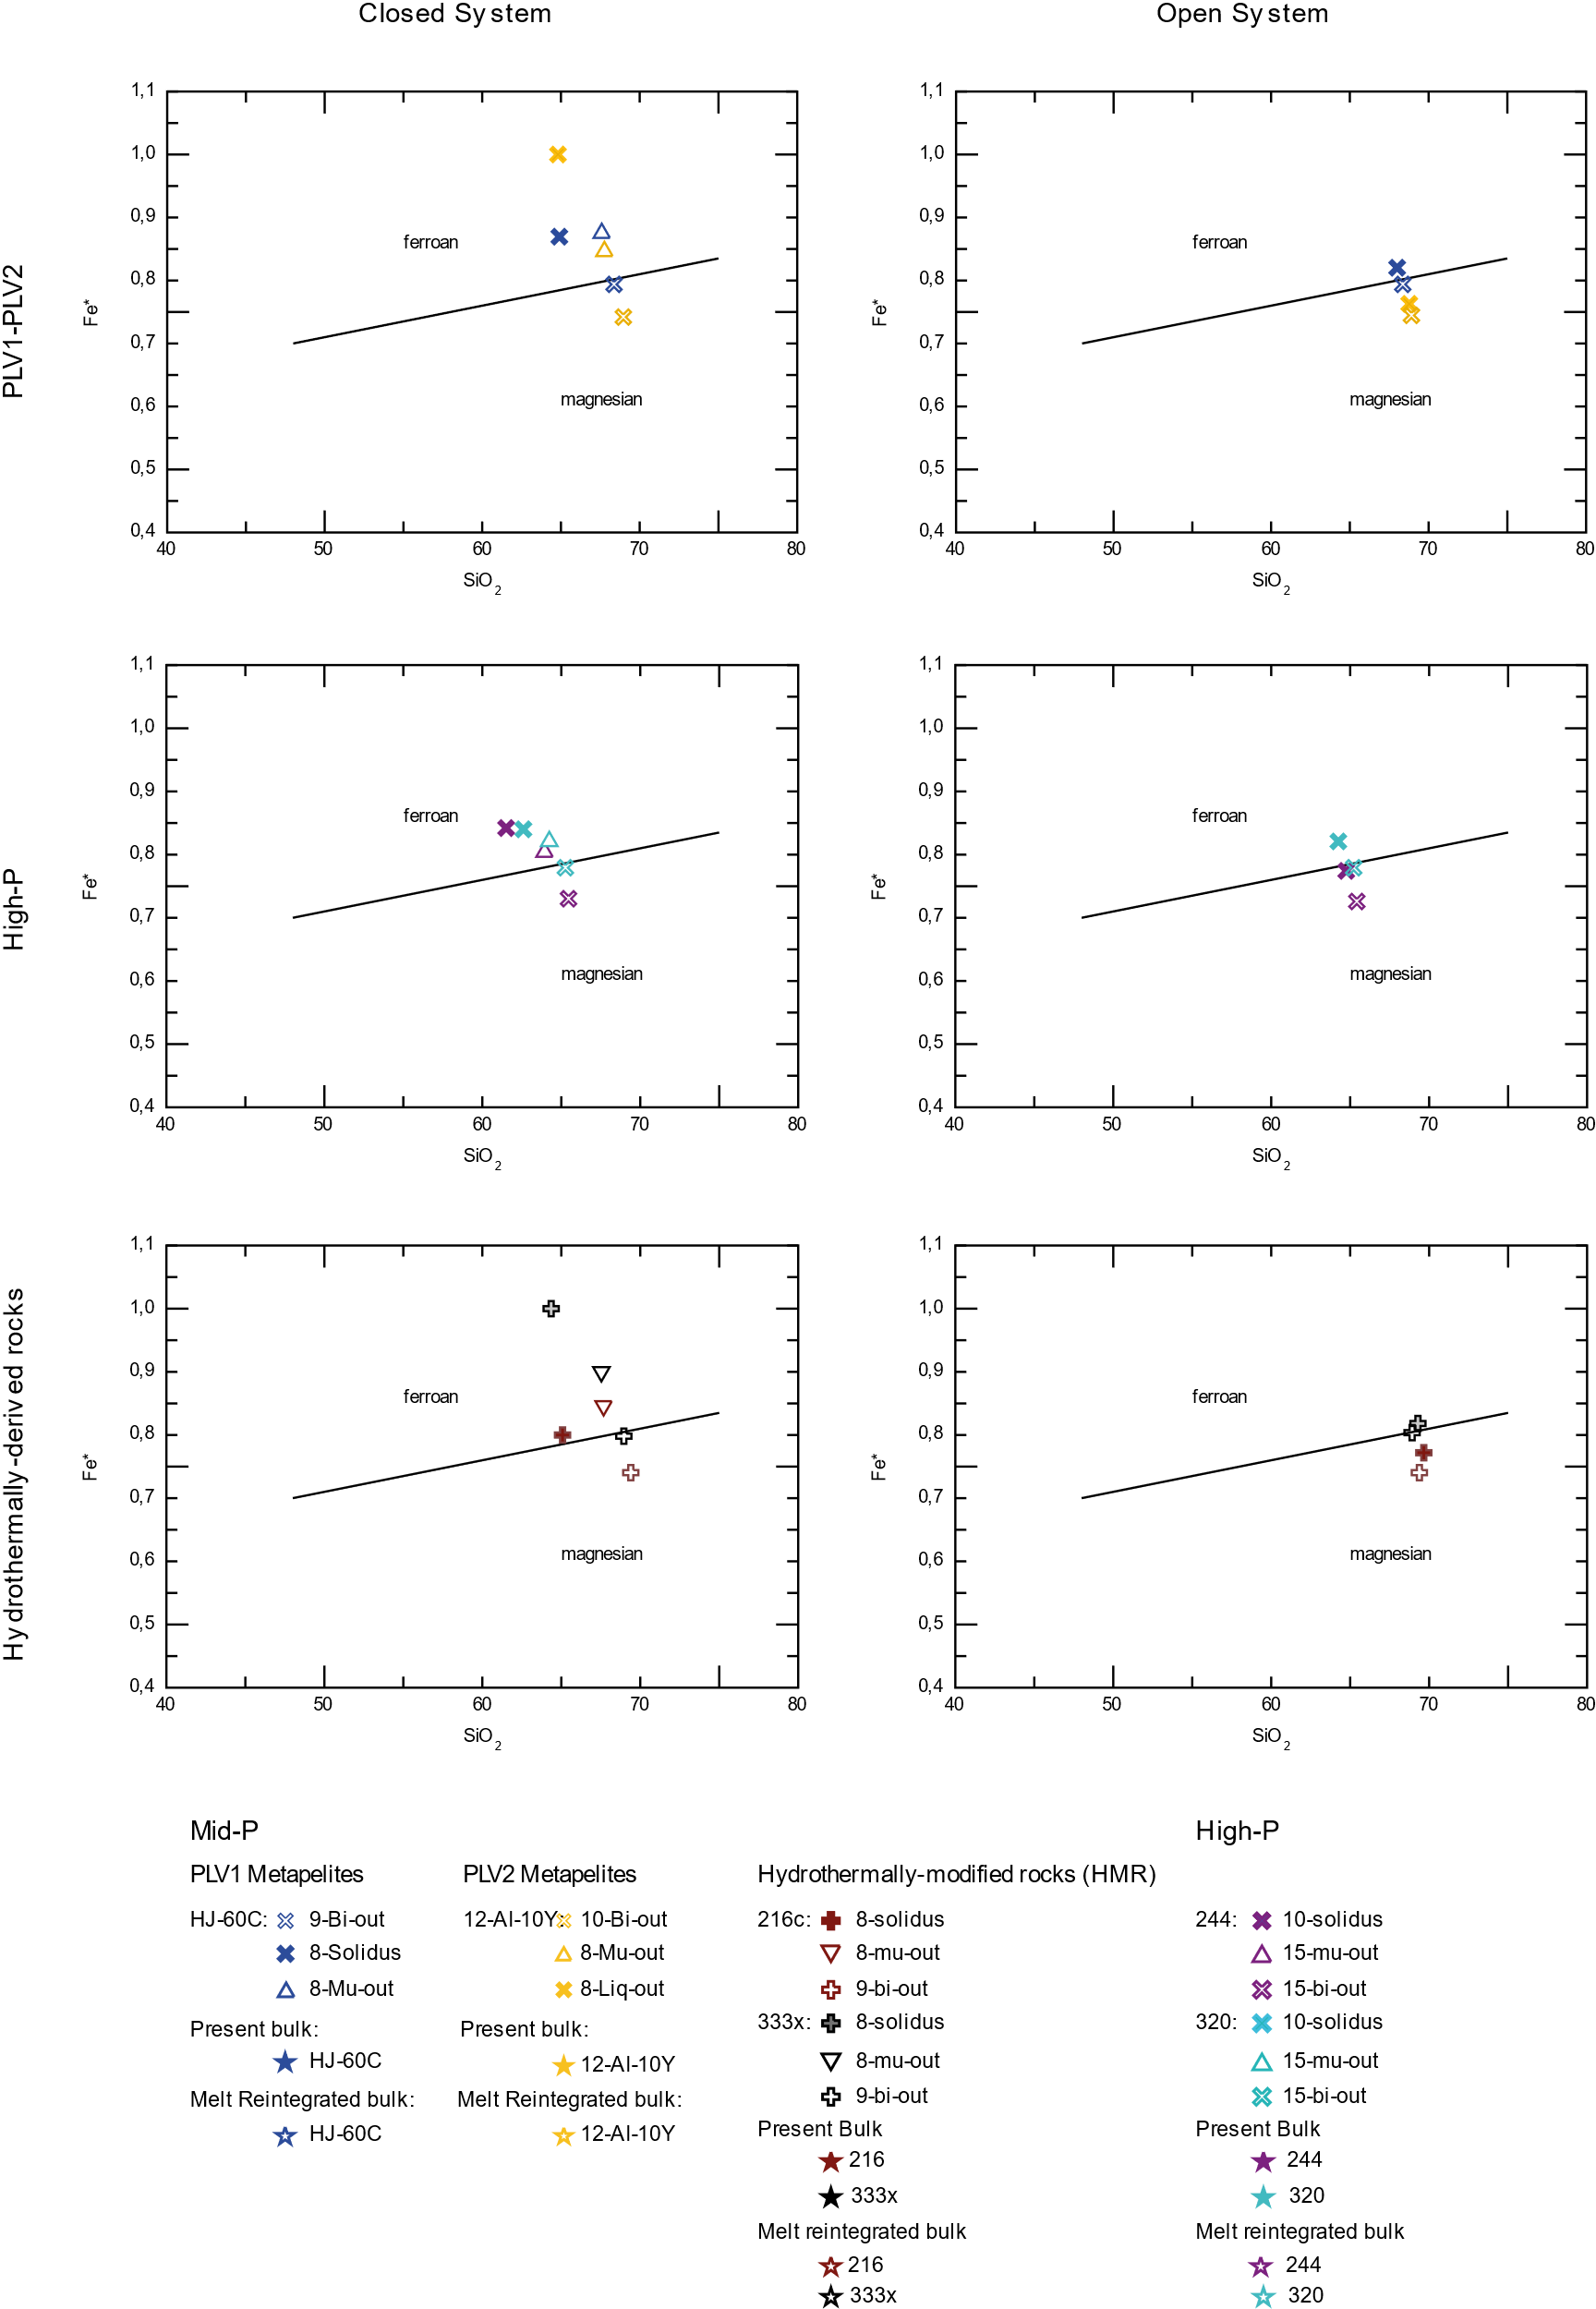 Closed System
Open System
PLV1-PLV2
1,1
1,0
0,9
0,8
0,7
0,6
0,5
0,4
Fe*
ferroan
magnesian
40 50 60 70 80
SiO2
1,1
1,0
0,9
0,8
0,7
0,6
0,5
0,4
Fe*
ferroan
magnesian
40 50 60 70 80
SiO2
High-P
1,1
1,0
0,9
0,8
0,7
0,6
0,5
0,4
Fe*
ferroan
magnesian
40 50 60 70 80
SiO2
1,1
1,0
0,9
0,8
0,7
0,6
0,5
0,4
Fe*
ferroan
magnesian
40 50 60 70 80
SiO2
Hydrothermally-derived rocks
1,1
1,0
0,9
0,8
0,7
0,6
0,5
0,4
Fe*
ferroan
magnesian
40 50 60 70 80
SiO2
1,1
1,0
0,9
0,8
0,7
0,6
0,5
0,4
Fe*
ferroan
magnesian
40 50 60 70 80
SiO2
Mid-P
PLV1 Metapelites
HJ-60C: 9-Bi-out
8-Solidus
8-Mu-out
Present bulk:
HJ-60C
Melt Reintegrated bulk:
HJ-60C
PLV2 Metapelites
12-Al-10Y: 10-Bi-out
8-Mu-out
8-Liq-out
Present bulk:
12-Al-10Y
Melt Reintegrated bulk:
12-Al-10Y
Hydrothermally-modified rocks (HMR)
216c: 8-solidus
8-mu-out
9-bi-out
333x: 8-solidus
8-mu-out
9-bi-out
Present Bulk
216
333x
Melt reintegrated bulk
216
333x
High-P
244: 10-solidus
15-mu-out
15-bi-out
320: 10-solidus
15-mu-out
15-bi-out
Present Bulk
244
320
Melt reintegrated bulk
244
320